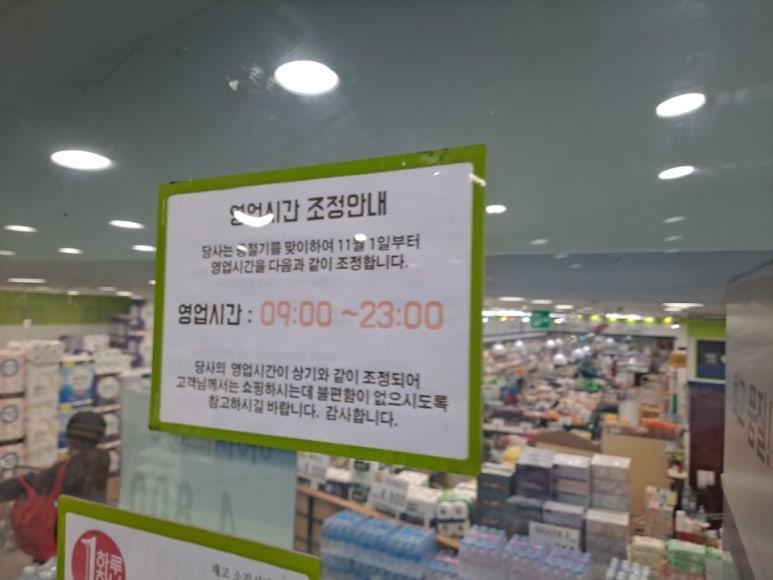 영업시간 조정안내
당사는 동절기를 맞이하여 11월 1일부터
영업시간을 다음과 같이 조정합니다.
영업시간 : 09:00 ~23:00
당사의 영업시간이 상기와 같이 조정되어
고객님께서는 쇼핑하시는데 불편함이 없으시도록
참고하시길 바랍니다. 감사합니다.
1하루
재고